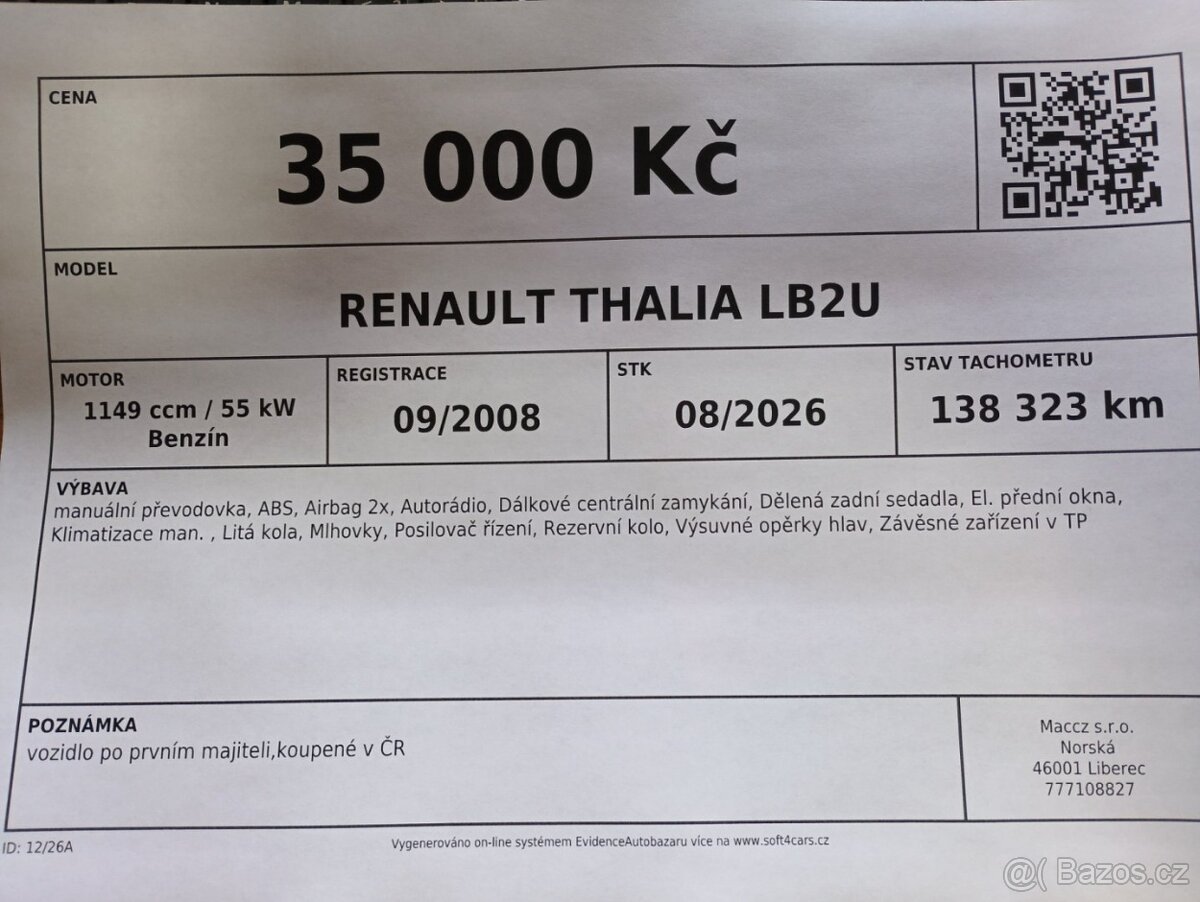 CENA
35 000 Kč
MODEL
RENAULT THALIA LB2U
MOTOR
1149 ccm / 55 kW
Benzín
REGISTRACE
09/2008
STK
08/2026
STAV TACHOMETRU
138 323 km
VÝBAVA
manuální převodovka, ABS, Airbag 2x, Autorádio, Dálkové centrální zamykání, Dělená zadní sedadla, El. přední okna,
Klimatizace man. , Litá kola, Mlhovky, Posilovač řízení, Rezervní kolo, Výsuvné opěrky hlav, Závěsné zařízení v TP
POZNÁMKA
vozidlo po prvním majiteli,koupené v ČR
Maccz s.r.o.
Norská
46001 Liberec
777108827
ID: 12/26A
Vygenerováno on-line systémem EvidenceAutobazaru více na www.soft4cars.cz
@( Bazos.cz